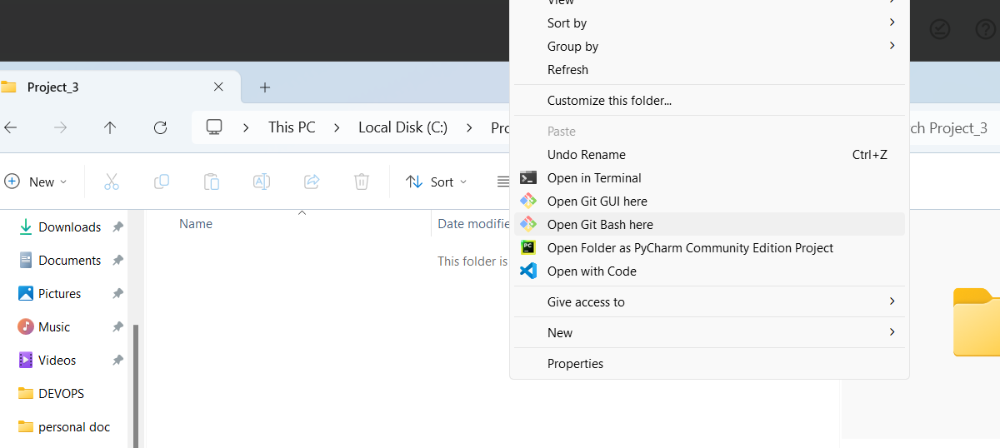 View
Sort by
Group by
Refresh
Customize this folder...
Paste
Undo Rename Ctrl+Z
Open in Terminal
Open Git GUI here
Open Git Bash here
Open Folder as PyCharm Community Edition Project
Open with Code
Give access to
New
Properties
Project_3
This PC
Local Disk (C:)
Pro
ch Project_3
New
Sort
Name
Date modifie
This folder is
Downloads
Documents
Pictures
Music
Videos
DEVOPS
personal doc